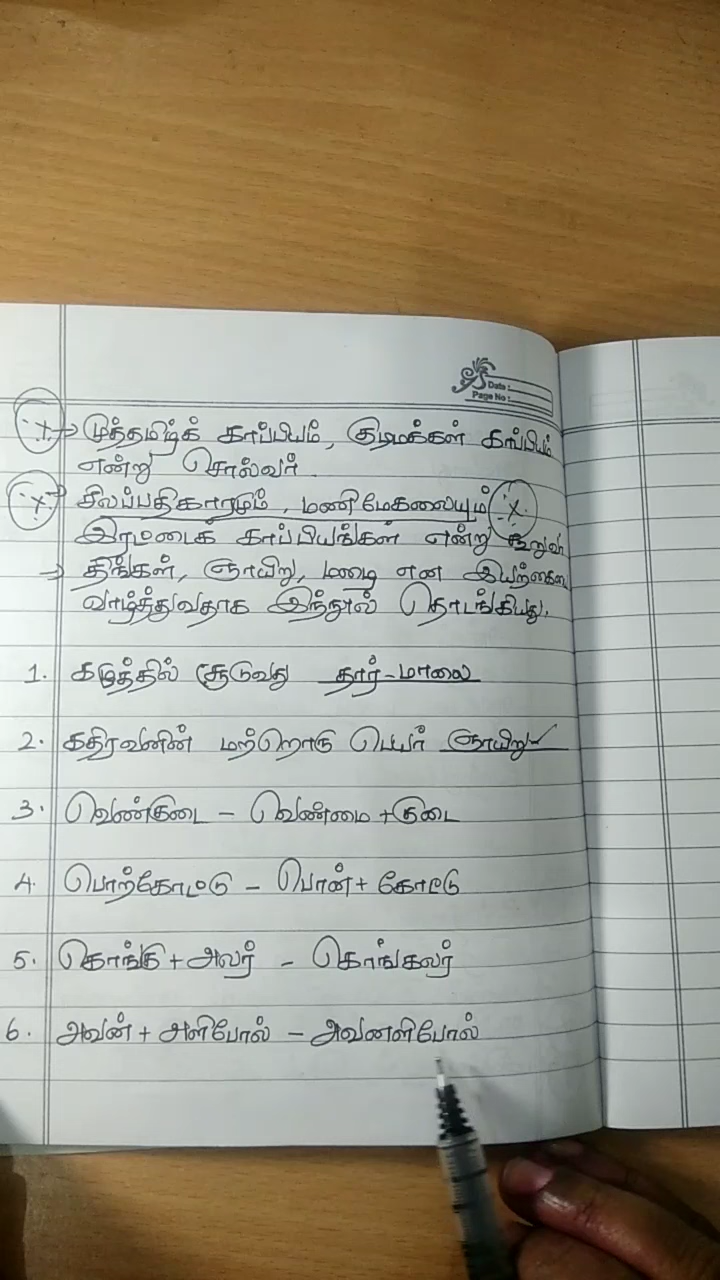 Date :
Page No :
→ முத்தமிழ்க் காப்பியம், குடிமக்கள் காப்பியம்
என்று சொல்வர்.
→ சிலப்பதிகாரமும், மணிமேகலையும்
இரட்டைக் காப்பியங்கள் என்று கூறுவர்
→ திங்கள், ஞாயிறு, மழை என இயற்கையை
வாழ்த்துவதாக இந்நூல் தொடங்கியது.
1. கழுத்தில் சூடுவது தார்-மாலை
2. கதிரவனின் மற்றொரு பெயர் ஞாயிறு
3. வெண்குடை - வெண்மை + குடை
4. பொற்கோட்டு - பொன் + கோட்டு
5. கொங்கு + அலர் - கொங்கலர்
6. அவன் + அளிபோல் - அவனளிபோல்